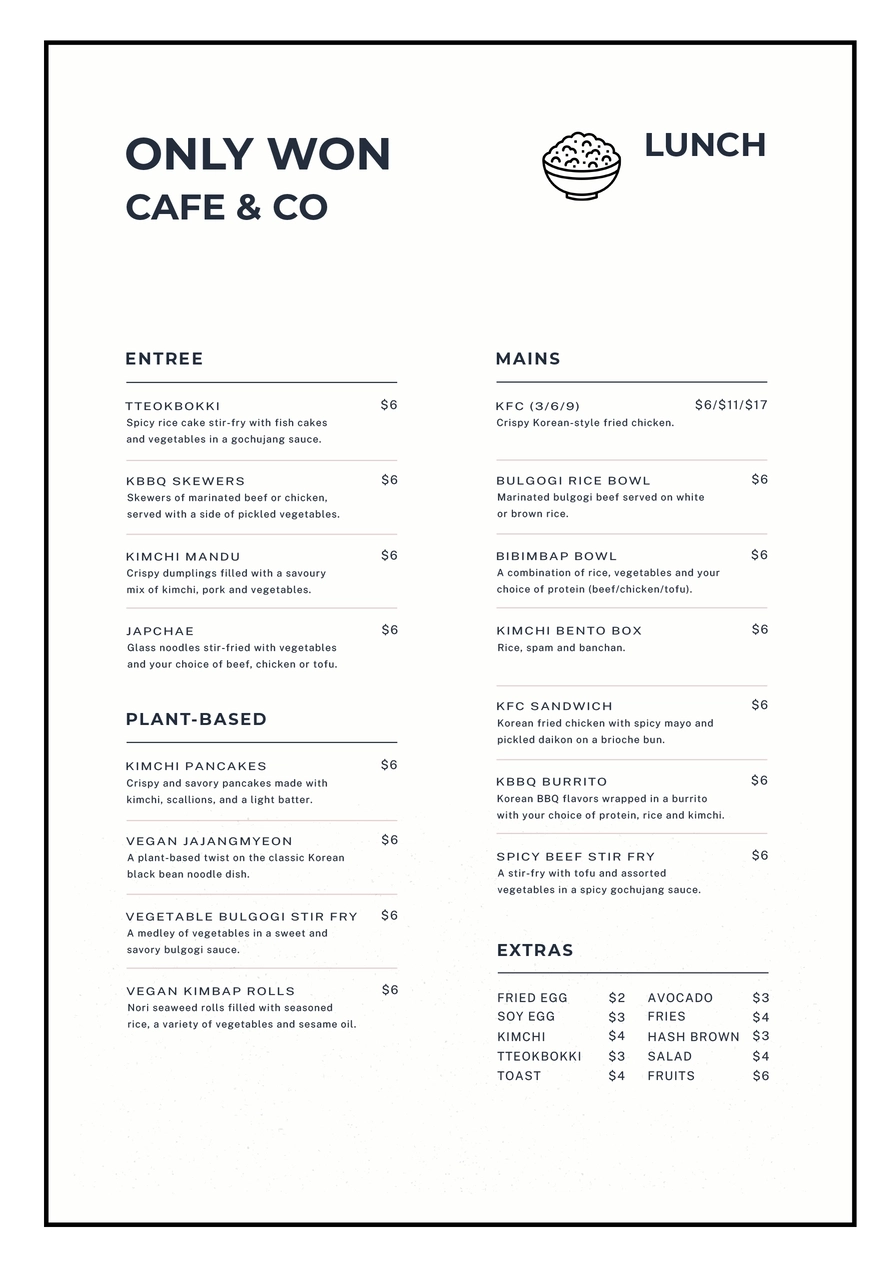 ONLY WON
CAFE & CO
LUNCH
ENTREE
TTEOKBOKKI $6
Spicy rice cake stir-fry with fish cakes
and vegetables in a gochujang sauce.
KBBQ SKEWERS $6
Skewers of marinated beef or chicken,
served with a side of pickled vegetables.
KIMCHI MANDU $6
Crispy dumplings filled with a savoury
mix of kimchi, pork and vegetables.
JAPCHAE $6
Glass noodles stir-fried with vegetables
and your choice of beef, chicken or tofu.
PLANT-BASED
KIMCHI PANCAKES $6
Crispy and savory pancakes made with
kimchi, scallions, and a light batter.
VEGAN JAJANGMYEON $6
A plant-based twist on the classic Korean
black bean noodle dish.
VEGETABLE BULGOGI STIR FRY $6
A medley of vegetables in a sweet and
savory bulgogi sauce.
VEGAN KIMBAP ROLLS $6
Nori seaweed rolls filled with seasoned
rice, a variety of vegetables and sesame oil.
MAINS
KFC (3/6/9) $6/$11/$17
Crispy Korean-style fried chicken.
BULGOGI RICE BOWL $6
Marinated bulgogi beef served on white
or brown rice.
BIBIMBAP BOWL $6
A combination of rice, vegetables and your
choice of protein (beef/chicken/tofu).
KIMCHI BENTO BOX $6
Rice, spam and banchan.
KFC SANDWICH $6
Korean fried chicken with spicy mayo and
pickled daikon on a brioche bun.
KBBQ BURRITO $6
Korean BBQ flavors wrapped in a burrito
with your choice of protein, rice and kimchi.
SPICY BEEF STIR FRY $6
A stir-fry with tofu and assorted
vegetables in a spicy gochujang sauce.
EXTRAS
FRIED EGG $2 AVOCADO $3
SOY EGG $3 FRIES $4
KIMCHI $4 HASH BROWN $3
TTEOKBOKKI $3 SALAD $4
TOAST $4 FRUITS $6